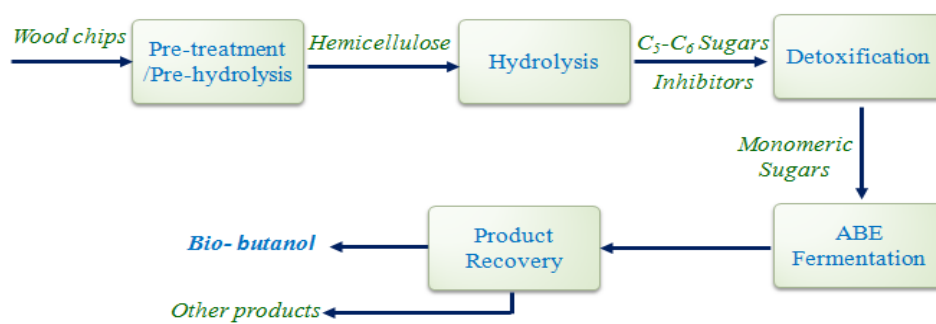 Wood chips
Pre-treatment
/Pre-hydrolysis
Hemicellulose
Hydrolysis
C5-C6 Sugars
Inhibitors
Detoxification
Monomeric
Sugars
ABE
Fermentation
Product
Recovery
Bio- butanol
Other products